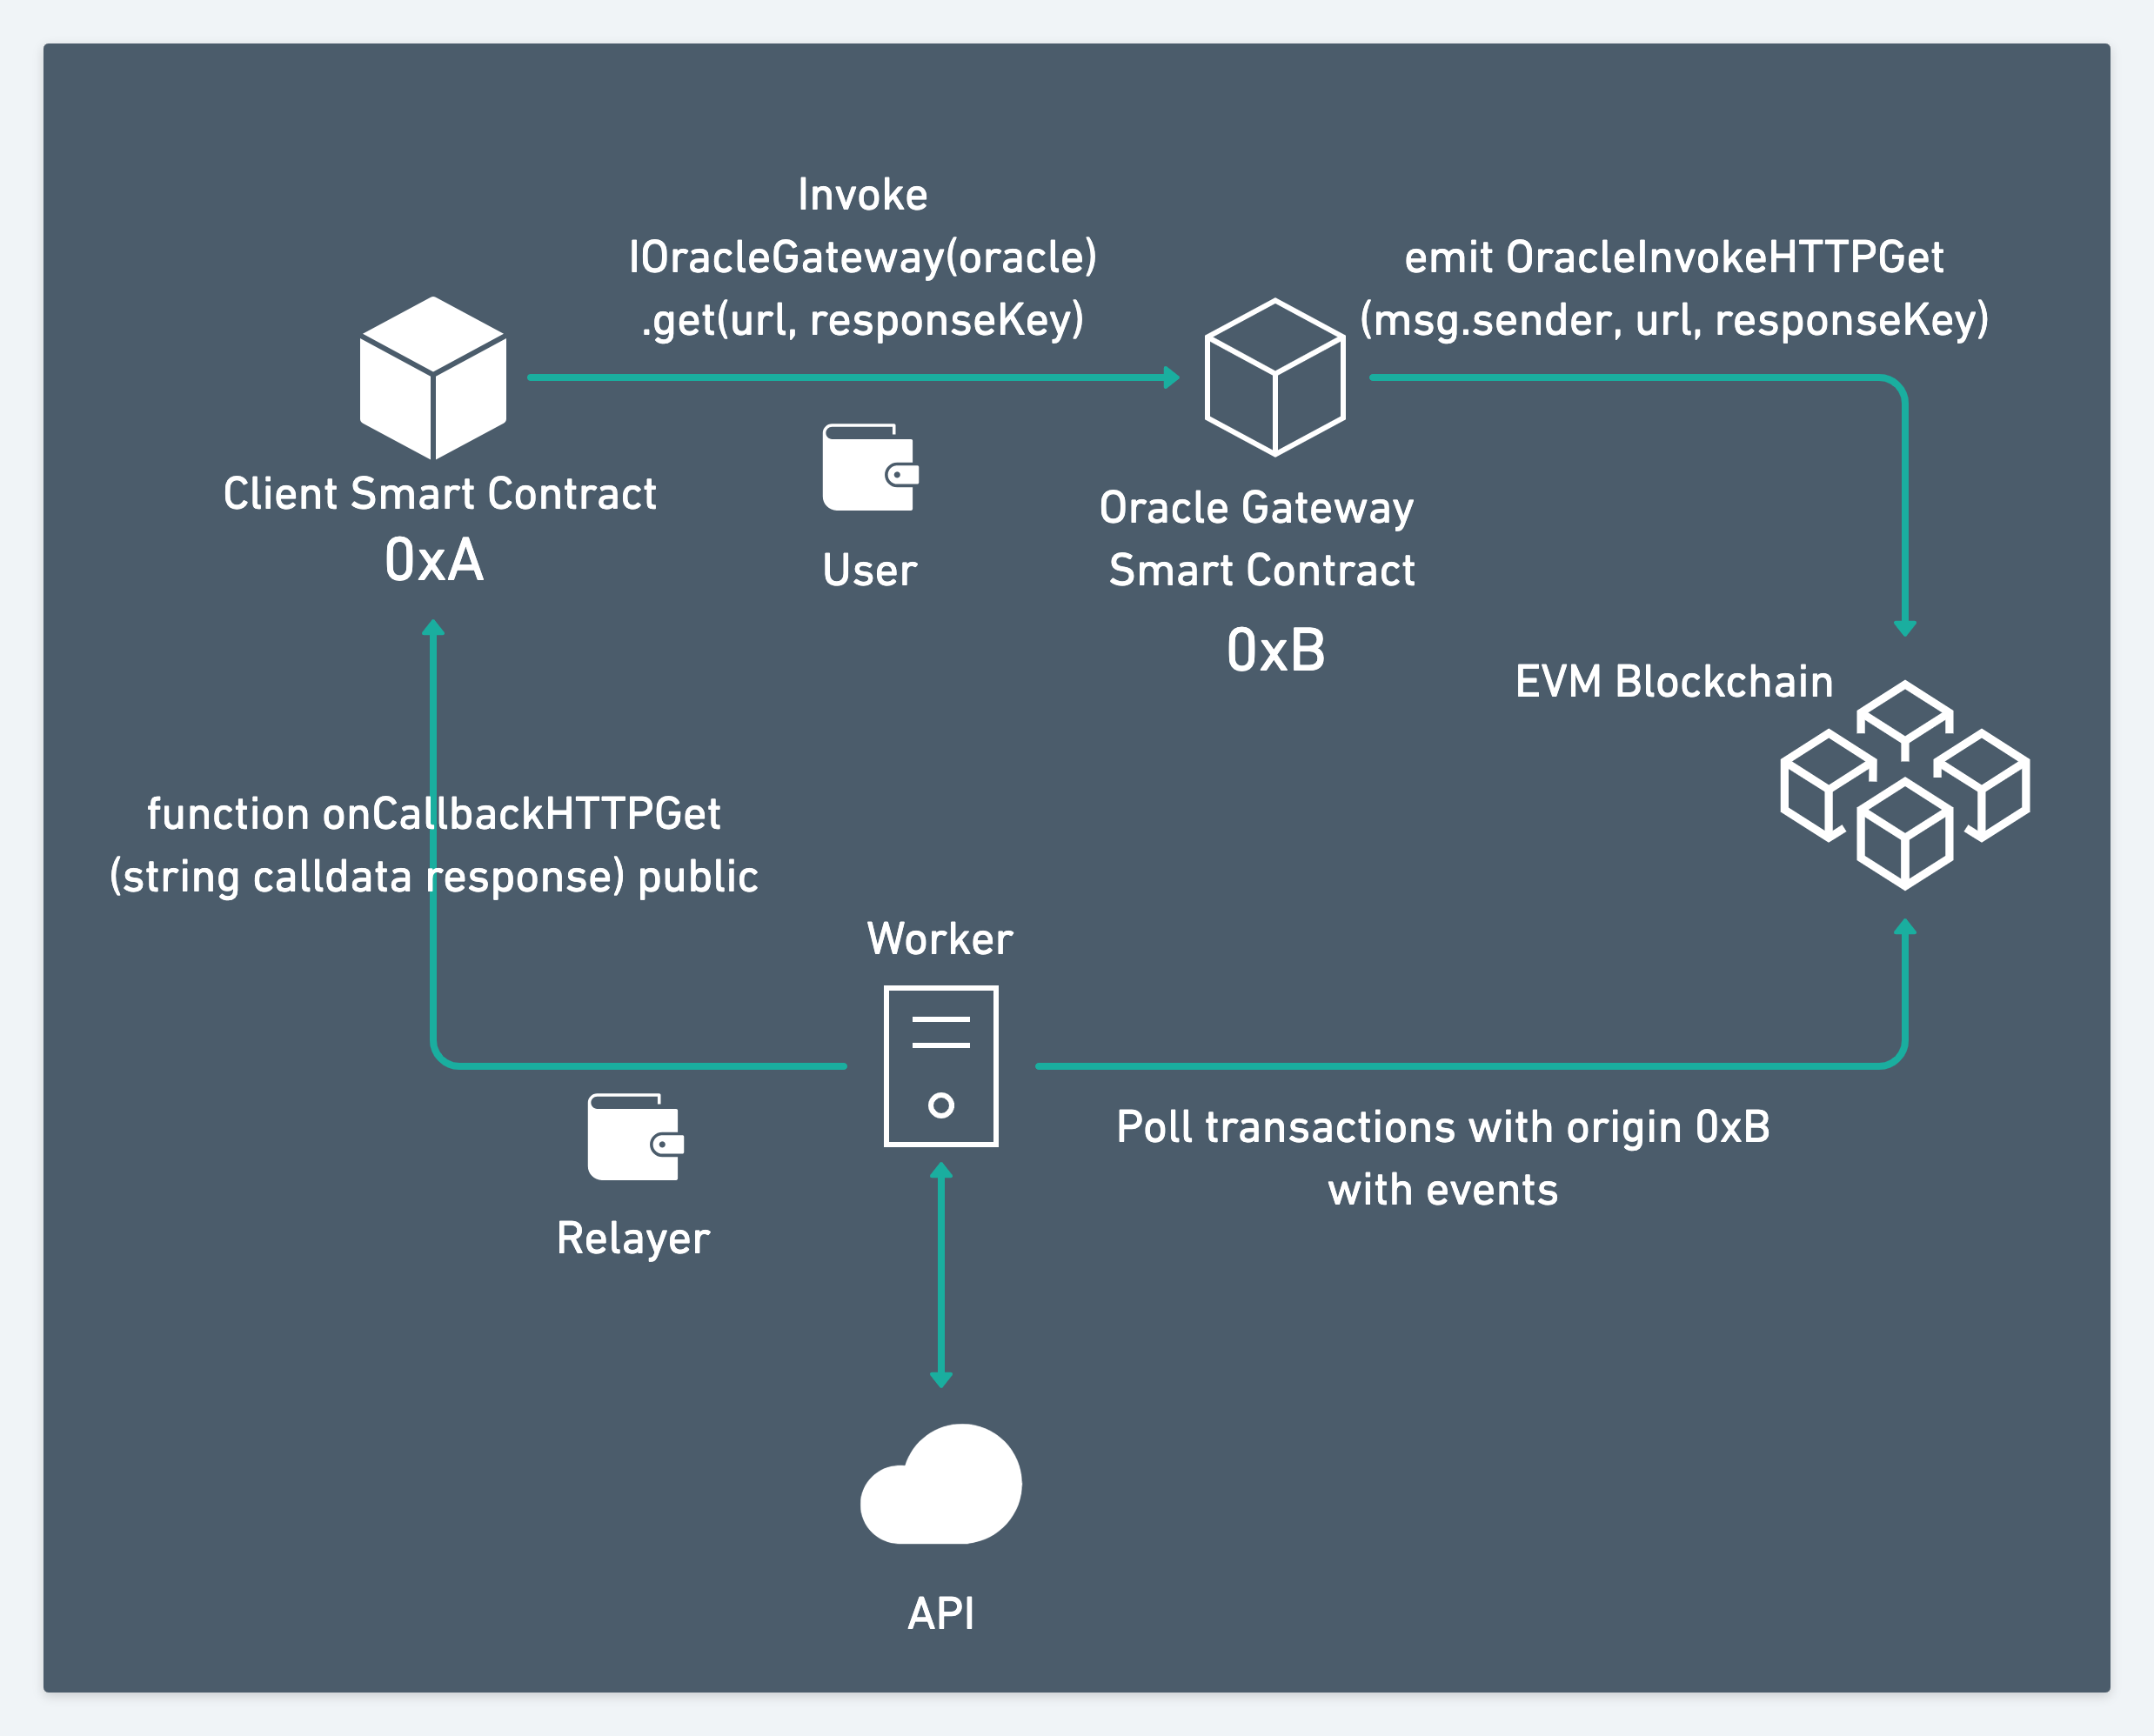 Invoke
IOracleGateway(oracle)
.get(url, responseKey)
emit OracleInvokeHTTPGet
(msg.sender, url, responseKey)
Client Smart Contract
0xA
User
Oracle Gateway
Smart Contract
0xB
EVM Blockchain
function onCallbackHTTPGet
(string calldata response) public
Worker
Poll transactions with origin 0xB
with events
Relayer
API